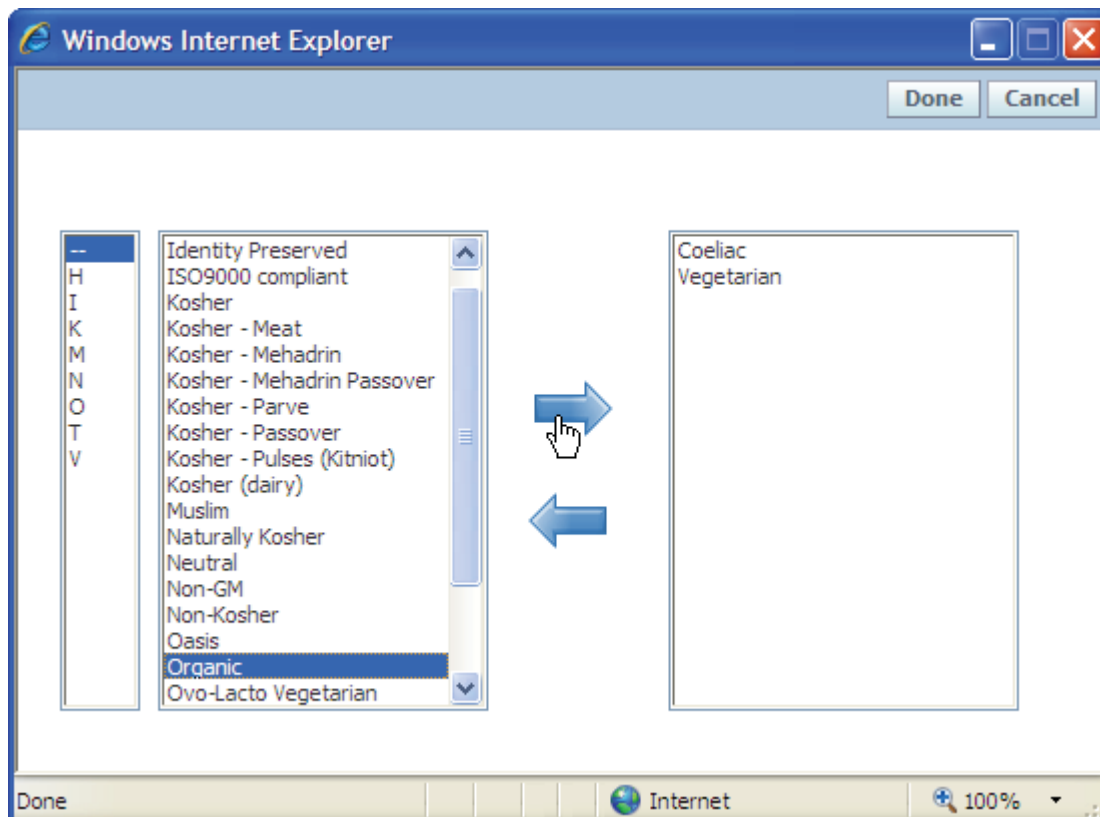 Windows Internet Explorer
Done
Cancel
--
H
I
K
M
N
O
T
V
Identity Preserved
ISO9000 compliant
Kosher
Kosher - Meat
Kosher - Mehadrin
Kosher - Mehadrin Passover
Kosher - Parve
Kosher - Passover
Kosher - Pulses (Kitniot)
Kosher (dairy)
Muslim
Naturally Kosher
Neutral
Non-GM
Non-Kosher
Oasis
Organic
Ovo-Lacto Vegetarian
Coeliac
Vegetarian
Done
Internet
100%